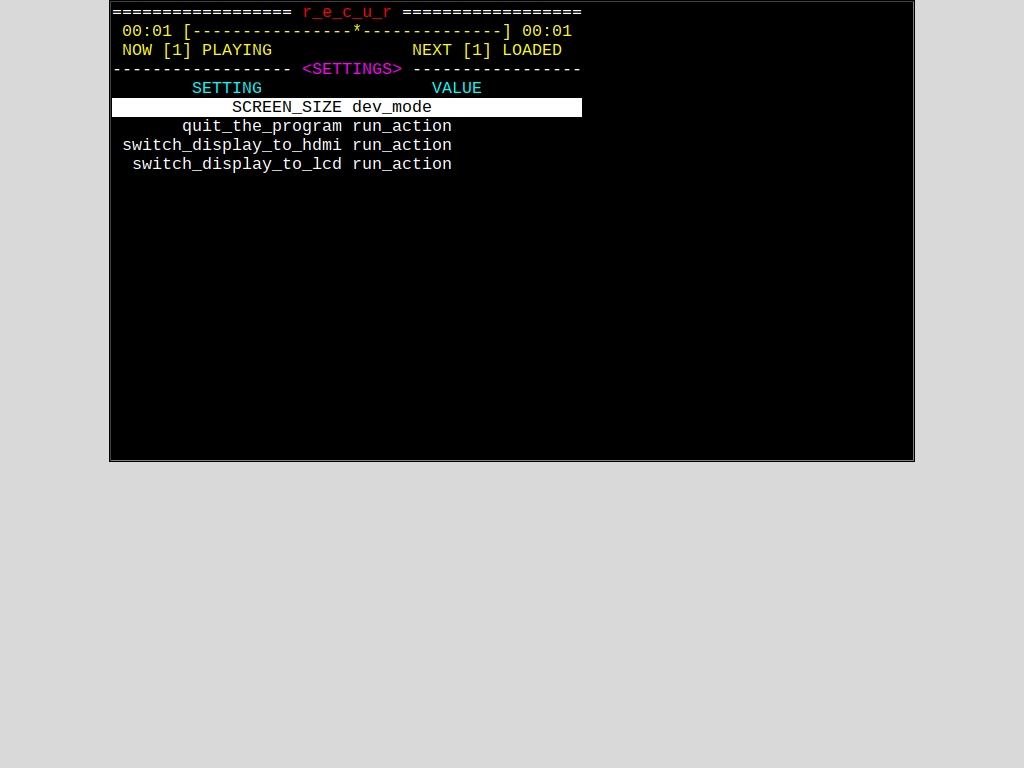 ================== r_e_c_u_r ==================
00:01 [----------------*--------------] 00:01
NOW [1] PLAYING NEXT [1] LOADED
------------------ <SETTINGS> -----------------
SETTING VALUE
SCREEN_SIZE dev_mode
quit_the_program run_action
switch_display_to_hdmi run_action
switch_display_to_lcd run_action